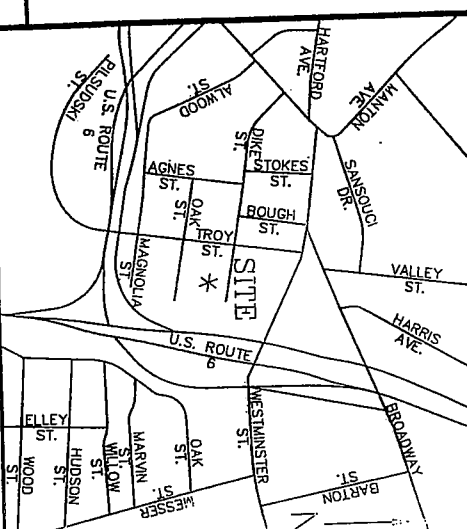 HARTFORD
AVE.
MANTON
AVE.
PILSUDSKI
ST.
U.S. ROUTE
6
ALWOOD
ST.
DIKE
ST.
STOKES
ST.
SANSOUCI
DR.
AGNES
ST.
OAK
ST.
BOUGH
ST.
TROY
ST.
MAGNOLIA
ST.
SITE
*
VALLEY
ST.
HARRIS
AVE.
U.S. ROUTE
6
WESTMINSTER
ST.
BROADWAY
ELLEY
ST.
WOOD
ST.
HUDSON
ST.
WILLOW
ST.
MARVIN
ST.
OAK
ST.
MESSER
ST.
BARTON
ST.